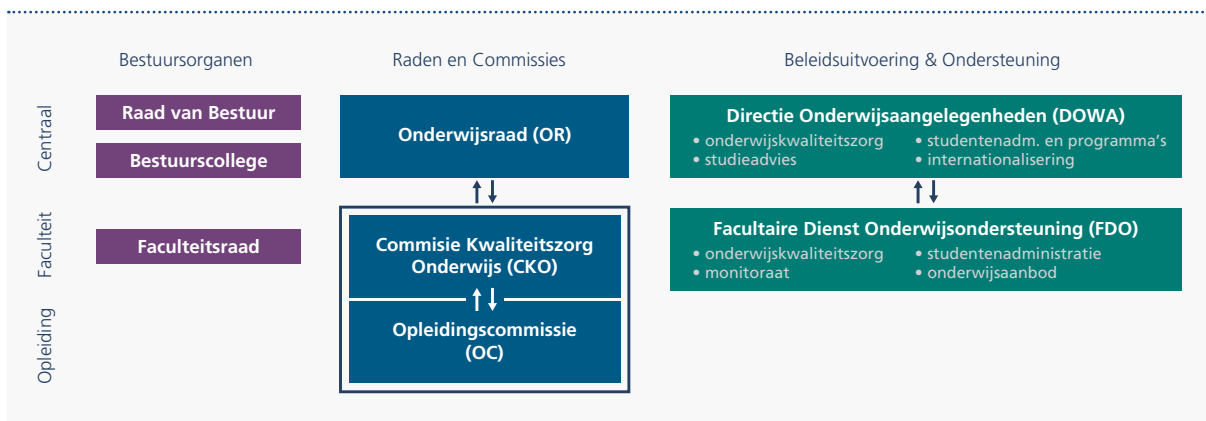 Bestuursorganen
Raden en Commissies
Beleidsuitvoering & Ondersteuning
Centraal
Raad van Bestuur
Bestuurscollege
Onderwijsraad (OR)
Directie Onderwijsaangelegenheden (DOWA)
• onderwijskwaliteitszorg
• studentenadm. en programma's
• studieadvies
• internationalisering
Faculteit
Faculteitsraad
Commisie Kwaliteitszorg
Onderwijs (CKO)
Facultaire Dienst Onderwijsondersteuning (FDO)
• onderwijskwaliteitszorg
• studentenadministratie
• monitoraat
• onderwijsaanbod
Opleiding
Opleidingscommissie
(OC)